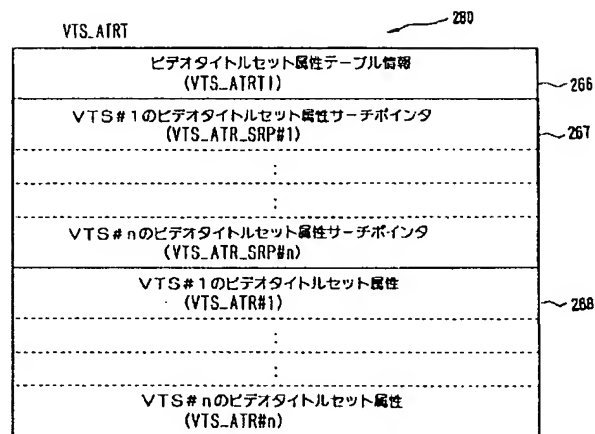 VTS_ATRT
280
ビデオタイトルセット属性テーブル情報
(VTS_ATRTI)
266
VTS#1のビデオタイトルセット属性サーチポインタ
(VTS_ATR_SRP#1)
267
:
:
VTS#nのビデオタイトルセット属性サーチポインタ
(VTS_ATR_SRP#n)
VTS#1のビデオタイトルセット属性
(VTS_ATR#1)
268
:
:
VTS#nのビデオタイトルセット属性
(VTS_ATR#n)